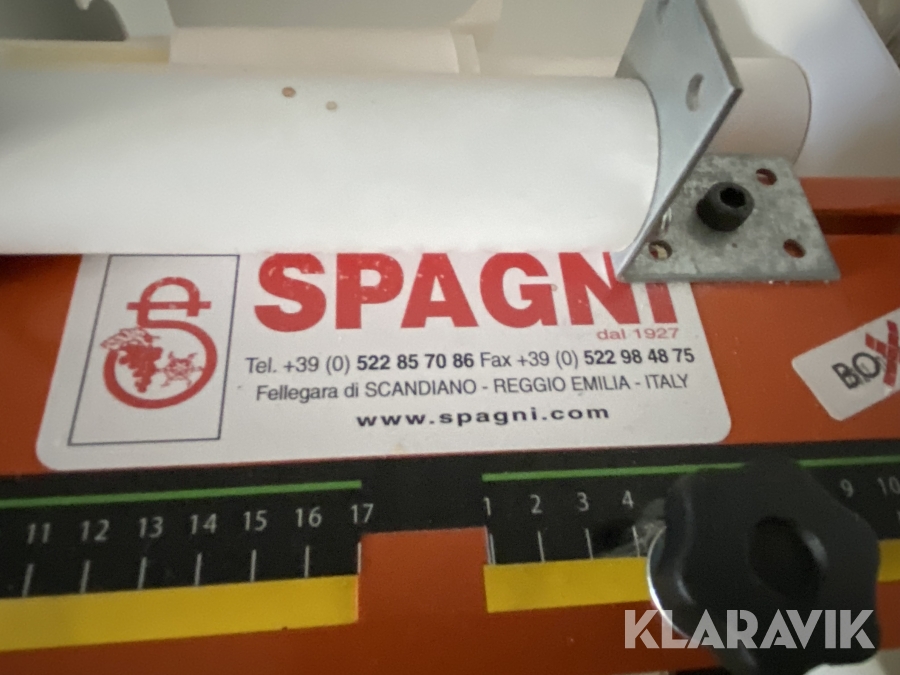 SPAGNI
dal 1927
Tel. +39 (0) 522 85 70 86 Fax +39 (0) 522 98 48 75
Fellegara di SCANDIANO - REGGIO EMILIA - ITALY
www.spagni.com
11 12 13 14 15 16 17
1 2 3 4 9 10
KLARAVIK